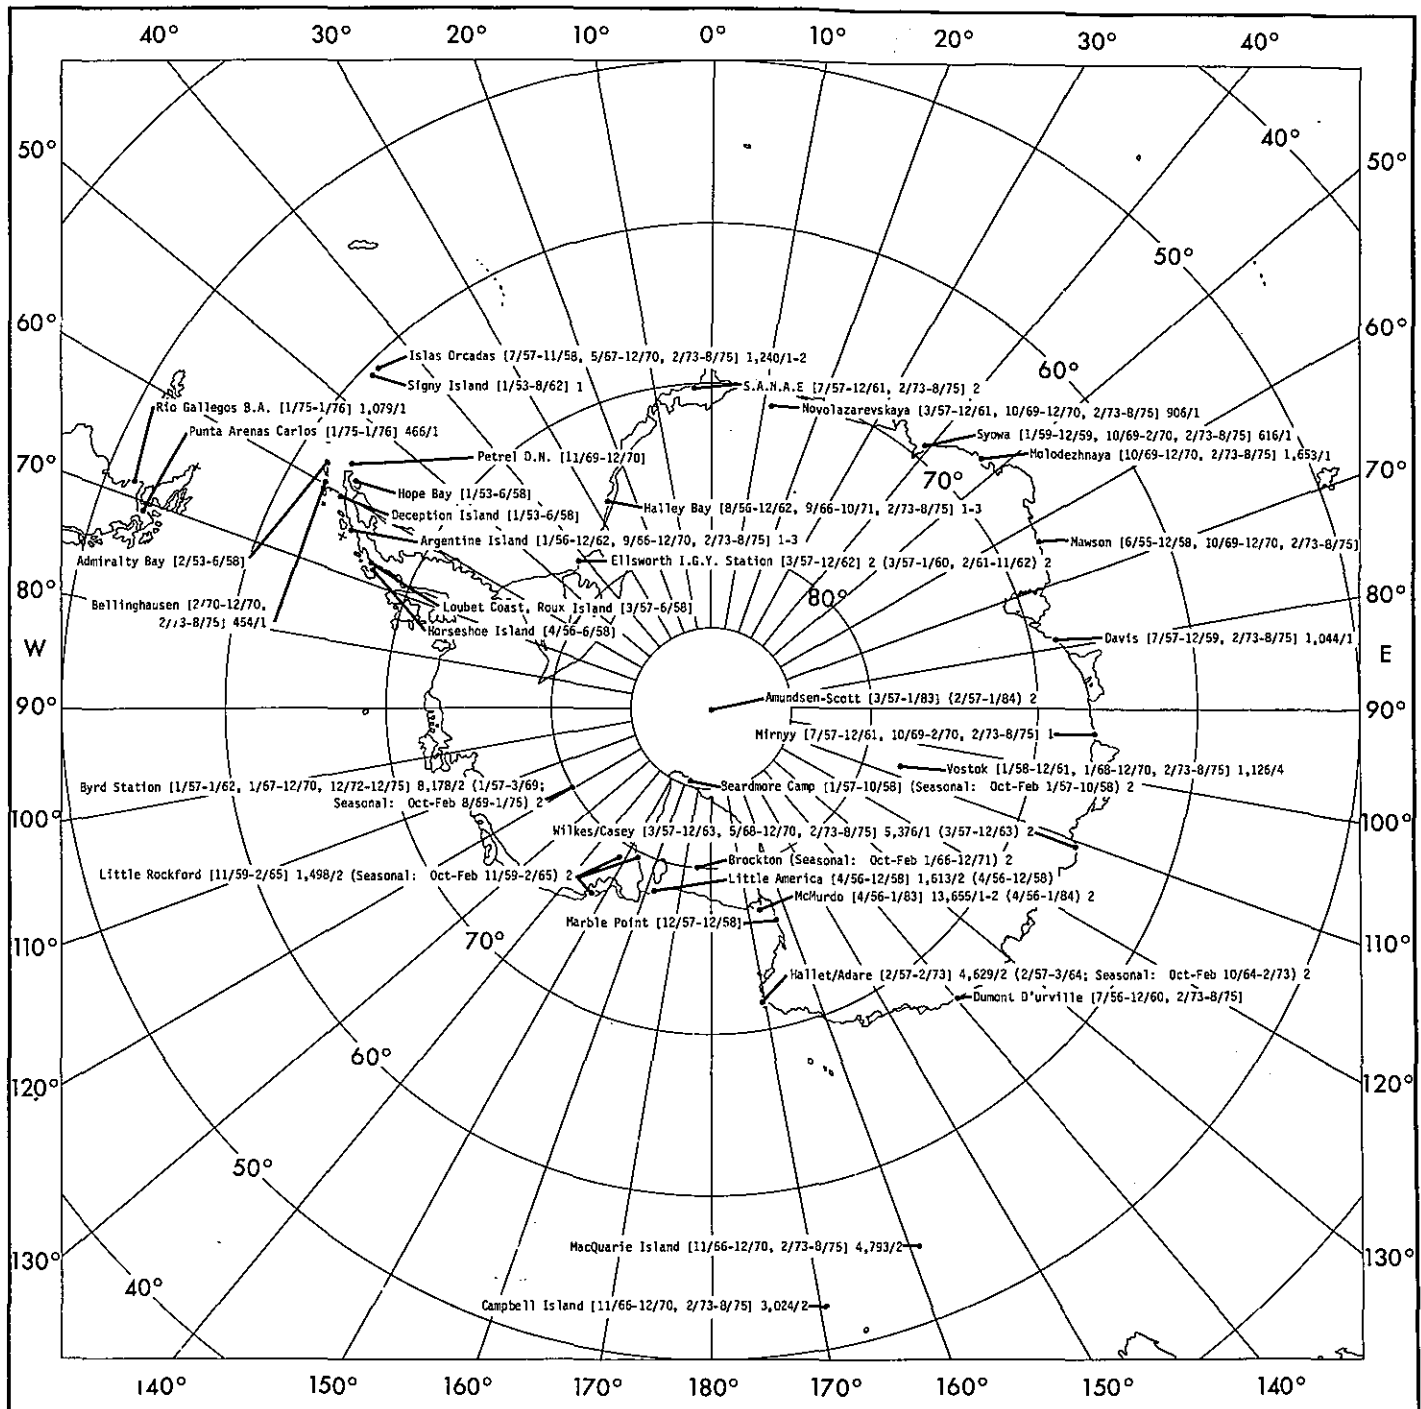 40° 30° 20° 10° 0° 10° 20° 30° 40°
40°
50° 50°
50°
60° 60°
60°
Islas Orcadas [7/57-11/58, 5/67-12/70, 2/73-8/75] 1,240/1-2
Signy Island [1/53-8/62] 1
S.A.N.A.E [7/57-12/61, 2/73-8/75] 2
Rio Gallegos B.A. [1/75-1/76] 1,079/1
Novolazarevskaya [3/57-12/61, 10/69-12/70, 2/73-8/75] 906/1
Punta Arenas Carlos [1/75-1/76] 466/1
Syowa [1/59-12/59, 10/69-2/70, 2/73-8/75] 616/1
Petrel D.N. [11/69-12/70]
Molodezhnaya [10/69-12/70, 2/73-8/75] 1,653/1
70° 70°
70°
Hope Bay [1/53-6/58]
Halley Bay [8/56-12/62, 9/66-10/71, 2/73-8/75] 1-3
Deception Island [1/53-6/58]
Argentine Island [1/56-12/62, 9/66-12/70, 2/73-8/75] 1-3
Mawson [6/55-12/58, 10/69-12/70, 2/73-8/75]
Admiralty Bay [2/53-6/58]
Ellsworth I.G.Y. Station [3/57-12/62] 2 (3/57-1/60, 2/61-11/62) 2
80° 80°
80°
Bellinghausen [2/70-12/70,
2/73-8/75] 454/1
Loubet Coast, Roux Island [3/57-6/58]
Horseshoe Island [4/56-6/58]
Davis [7/57-12/59, 2/73-8/75] 1,044/1
W E
Amundsen-Scott [3/57-1/83] (2/57-1/84) 2
90° 90°
Mirnyy [7/57-12/61, 10/69-2/70, 2/73-8/75] 1
Vostok [1/58-12/61, 1/68-12/70, 2/73-8/75] 1,126/4
Byrd Station [1/57-1/62, 1/67-12/70, 12/72-12/75] 8,178/2 (1/57-3/69;
Seasonal: Oct-Feb 8/69-1/75) 2
Beardmore Camp [1/57-10/58] (Seasonal: Oct-Feb 1/57-10/58) 2
100° 100°
Wilkes/Casey [3/57-12/63, 5/68-12/70, 2/73-8/75] 5,376/1 (3/57-12/63) 2
Brockton (Seasonal: Oct-Feb 1/66-12/71) 2
Little Rockford [11/59-2/65] 1,498/2 (Seasonal: Oct-Feb 11/59-2/65) 2
Little America [4/56-12/58] 1,613/2 (4/56-12/58)
McMurdo [4/56-1/83] 13,655/1-2 (4/56-1/84) 2
Marble Point [12/57-12/58]
70°
110° 110°
Hallet/Adare [2/57-2/73] 4,629/2 (2/57-3/64; Seasonal: Oct-Feb 10/64-2/73) 2
Dumont D'urville [7/56-12/60, 2/73-8/75]
60°
120° 120°
50°
MacQuarie Island [11/56-12/70, 2/73-8/75] 4,793/2
130° 130°
40°
Campbell Island [11/66-12/70, 2/73-8/75] 3,024/2
140° 150° 160° 170° 180° 170° 160° 150° 140°